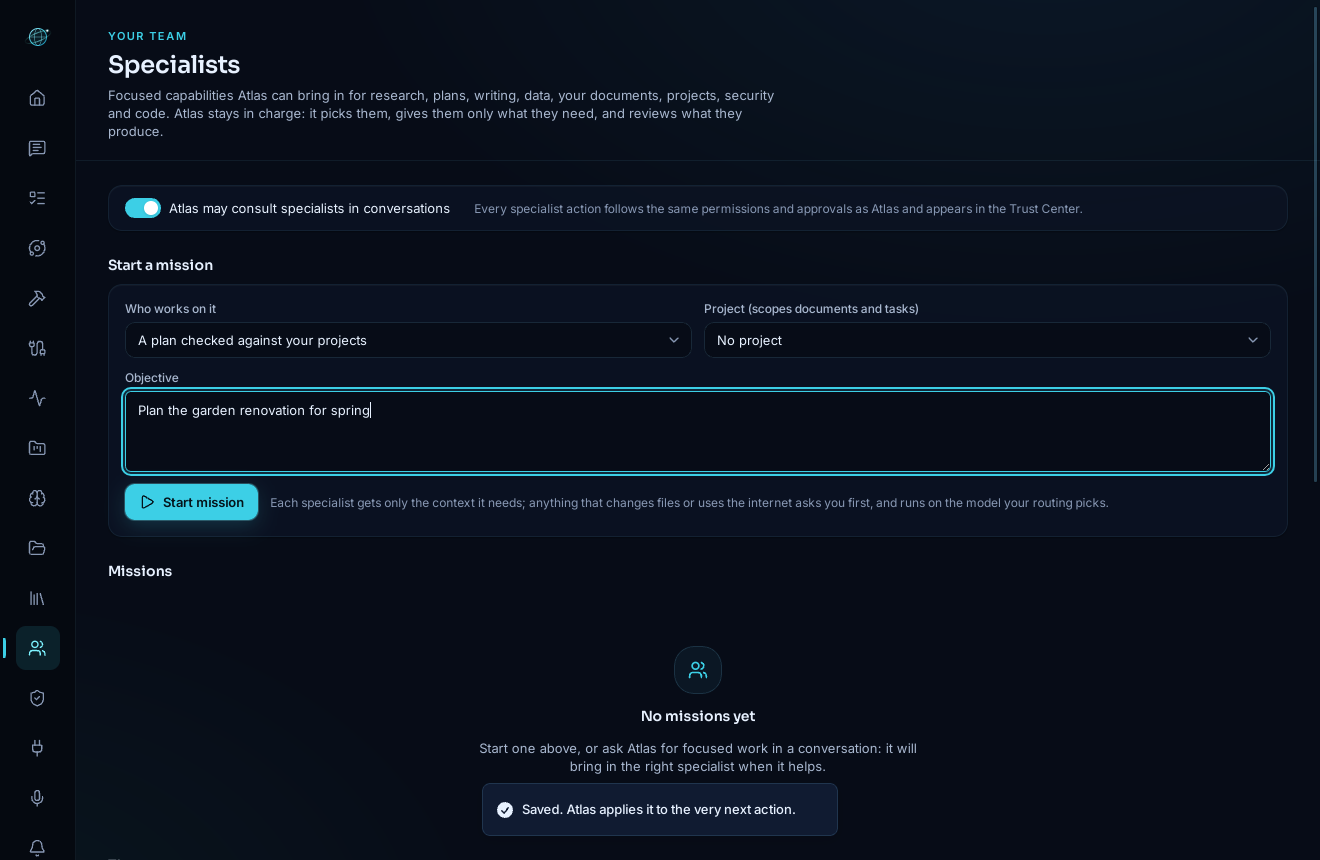 YOUR TEAM
Specialists
Focused capabilities Atlas can bring in for research, plans, writing, data, your documents, projects, security
and code. Atlas stays in charge: it picks them, gives them only what they need, and reviews what they
produce.
Atlas may consult specialists in conversations
Every specialist action follows the same permissions and approvals as Atlas and appears in the Trust Center.
Start a mission
Who works on it
Project (scopes documents and tasks)
A plan checked against your projects
No project
Objective
Plan the garden renovation for spring
Start mission
Each specialist gets only the context it needs; anything that changes files or uses the internet asks you first, and runs on the model your routing picks.
Missions
No missions yet
Start one above, or ask Atlas for focused work in a conversation: it will
bring in the right specialist when it helps.
Saved. Atlas applies it to the very next action.